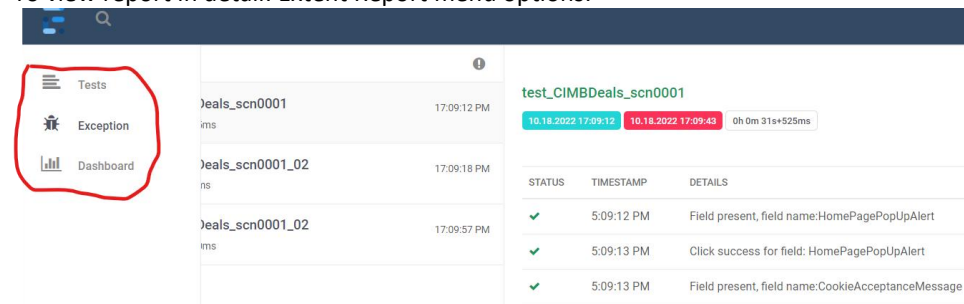 To view report in detail: Extent Report menu options:
Tests
Exception
Dashboard
Deals_scn0001
17:09:12 PM
Deals_scn0001_02
17:09:18 PM
Deals_scn0001_02
17:09:57 PM
test_CIMBDeals_scn0001
10.18.2022 17:09:12 10.18.2022 17:09:43 0h 0m 31s+525ms
STATUS TIMESTAMP DETAILS
5:09:12 PM Field present, field name:HomePagePopUpAlert
5:09:13 PM Click success for field: HomePagePopUpAlert
5:09:13 PM Field present, field name:CookieAcceptanceMessage